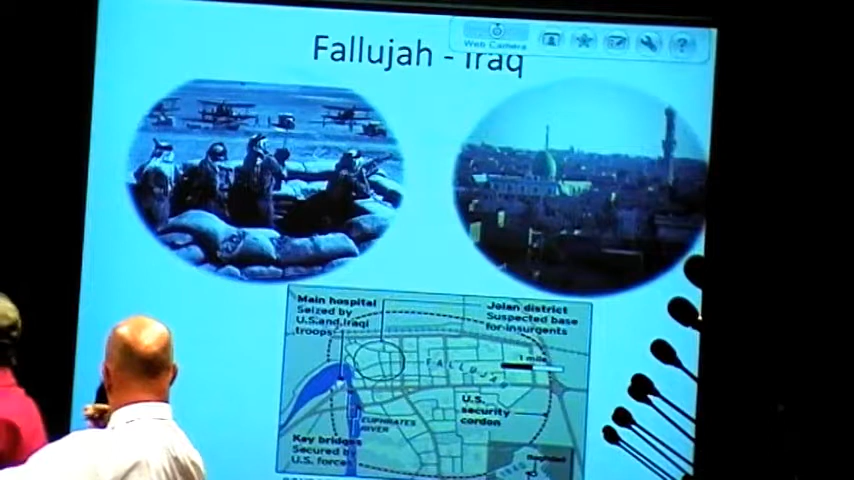 Web Camera
Fallujah - Iraq
Main hospital
Seized by
U.S. and Iraqi
troops
Jolan district
Suspected base
for insurgents
FALLUJAH
1 mile
U.S.
security
cordon
EUPHRATES
RIVER
Key bridges
Secured by
U.S. forces
Baghdad